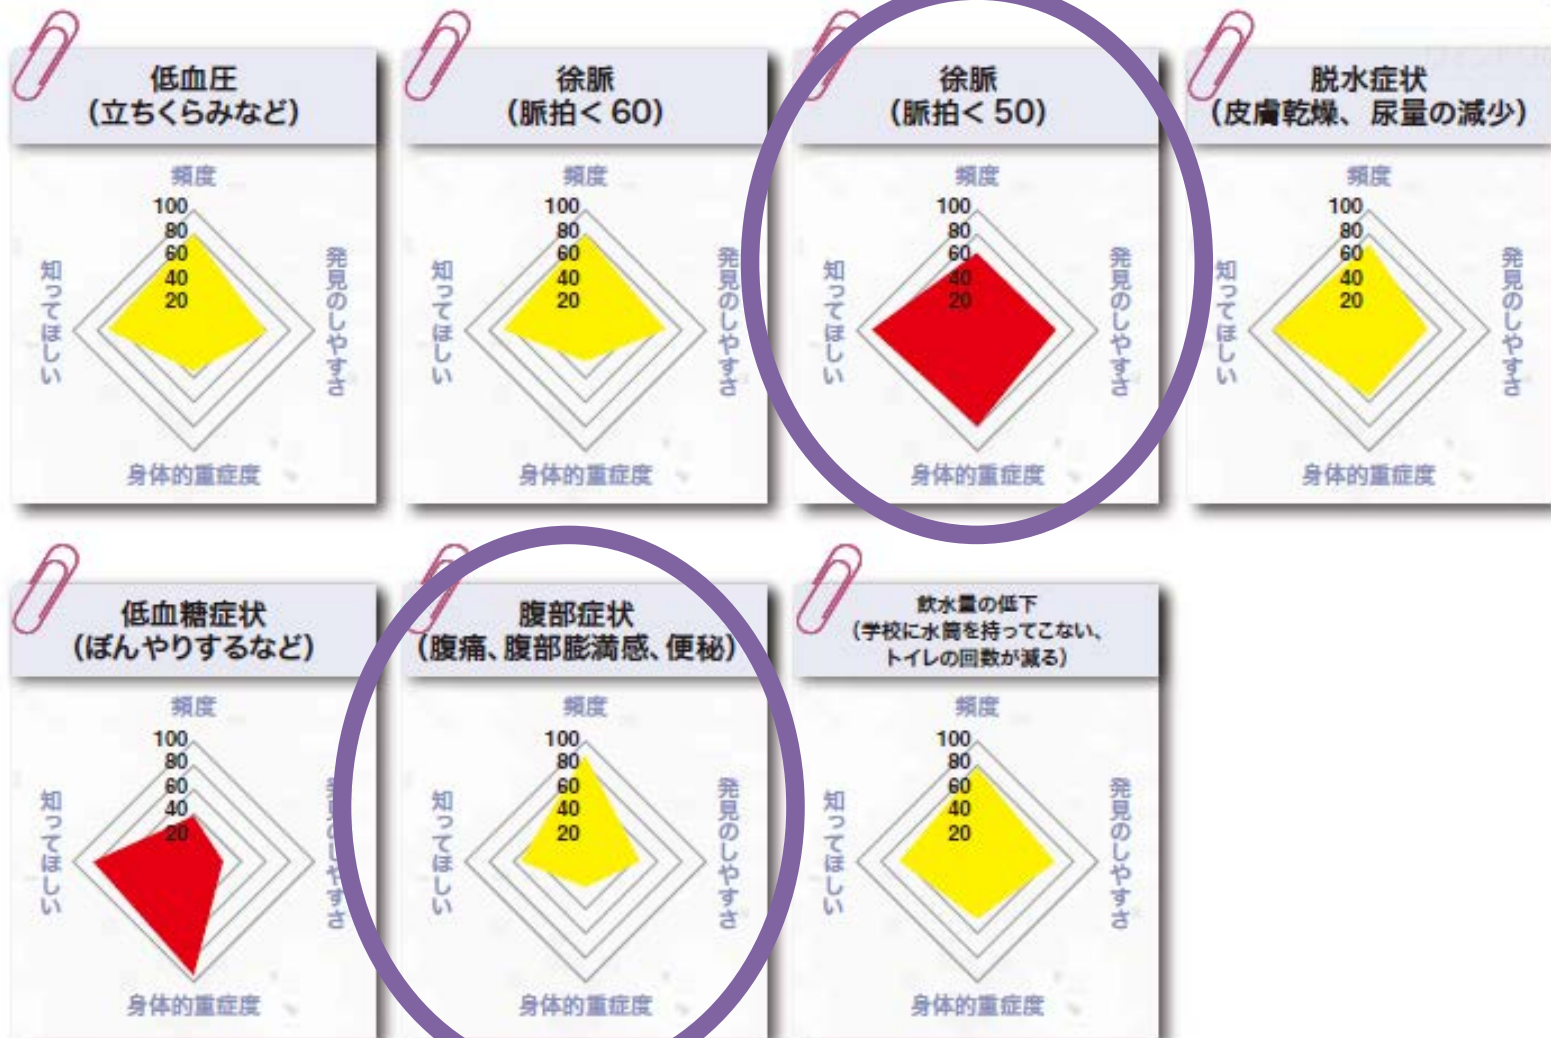 低血圧
(立ちくらみなど)
頻度
100
80
60
40
20
知ってほしい
発見のしやすさ
身体的重症度
徐脈
(脈拍< 60)
頻度
100
80
60
40
20
知ってほしい
発見のしやすさ
身体的重症度
徐脈
(脈拍< 50)
頻度
100
80
60
40
20
知ってほしい
発見のしやすさ
身体的重症度
脱水症状
(皮膚乾燥、尿量の減少)
頻度
100
80
60
40
20
知ってほしい
発見のしやすさ
身体的重症度
低血糖症状
(ぼんやりするなど)
頻度
100
80
60
40
20
知ってほしい
発見のしやすさ
身体的重症度
腹部症状
(腹痛、腹部膨満感、便秘)
頻度
100
80
60
40
20
知ってほしい
発見のしやすさ
身体的重症度
飲水量の低下
(学校に水筒を持ってこない、
トイレの回数が減る)
頻度
100
80
60
40
20
知ってほしい
発見のしやすさ
身体的重症度